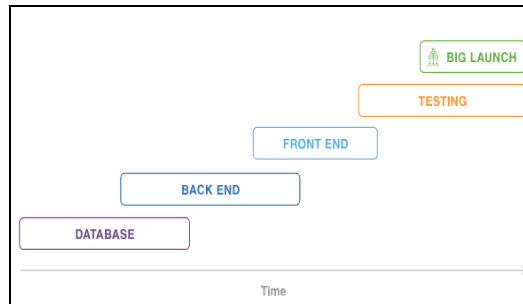 BIG LAUNCH
TESTING
FRONT END
BACK END
DATABASE
Time